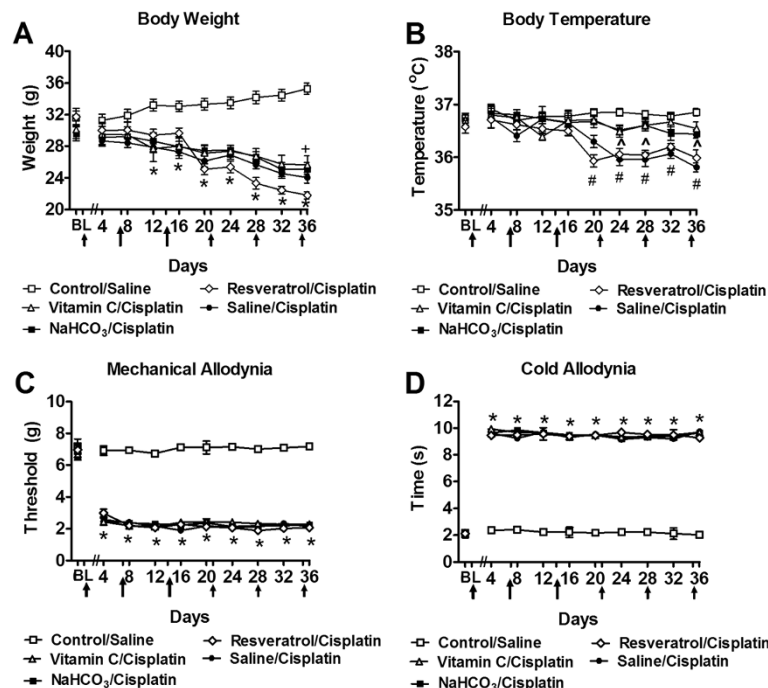 A
Body Weight
Weight (g)
40
36
32
28
24
20
+
* * * * * * *
BL 4 8 12 16 20 24 28 32 36
Days
Control/Saline
Resveratrol/Cisplatin
Vitamin C/Cisplatin
Saline/Cisplatin
NaHCO3/Cisplatin
B
Body Temperature
Temperature (°C)
38
37
36
35
^ ^ ^
# # # # #
BL 4 8 12 16 20 24 28 32 36
Days
Control/Saline
Resveratrol/Cisplatin
Vitamin C/Cisplatin
Saline/Cisplatin
NaHCO3/Cisplatin
C
Mechanical Allodynia
Threshold (g)
10
8
6
4
2
0
* * * * * * * * *
BL 4 8 12 16 20 24 28 32 36
Days
Control/Saline
Resveratrol/Cisplatin
Vitamin C/Cisplatin
Saline/Cisplatin
NaHCO3/Cisplatin
D
Cold Allodynia
Time (s)
12
10
8
6
4
2
0
* * * * * * * * *
BL 4 8 12 16 20 24 28 32 36
Days
Control/Saline
Resveratrol/Cisplatin
Vitamin C/Cisplatin
Saline/Cisplatin
NaHCO3/Cisplatin